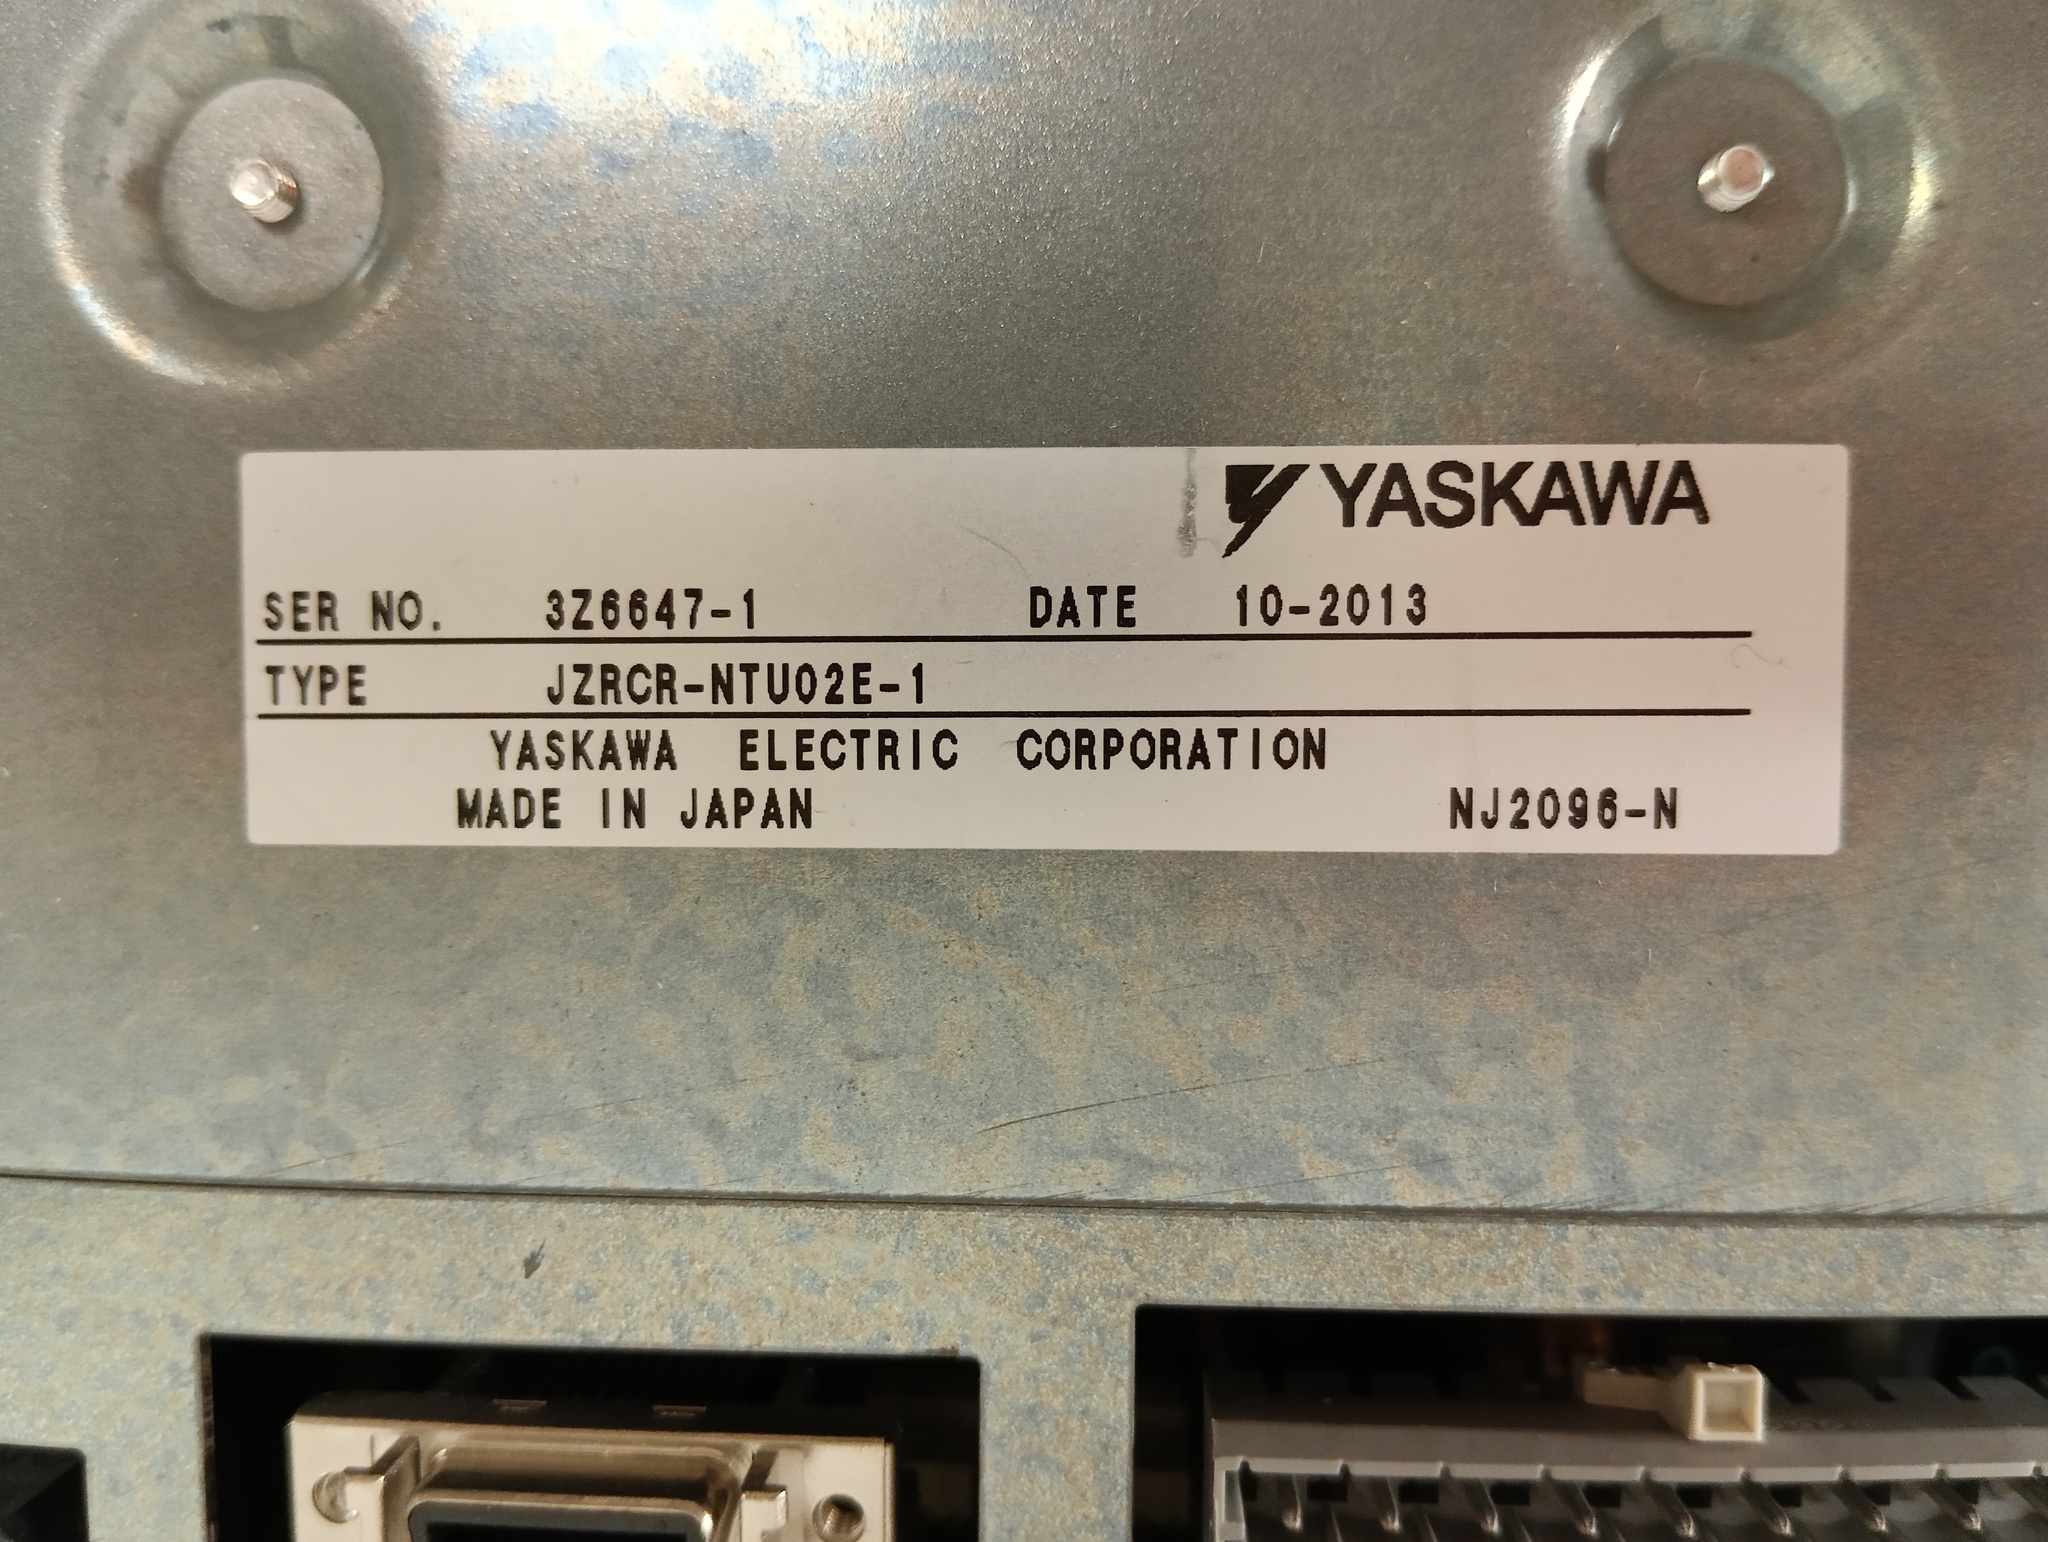 YASKAWA
SER NO. 3Z6647-1 DATE 10-2013
TYPE JZRCR-NTU02E-1
YASKAWA ELECTRIC CORPORATION
MADE IN JAPAN NJ2096-N